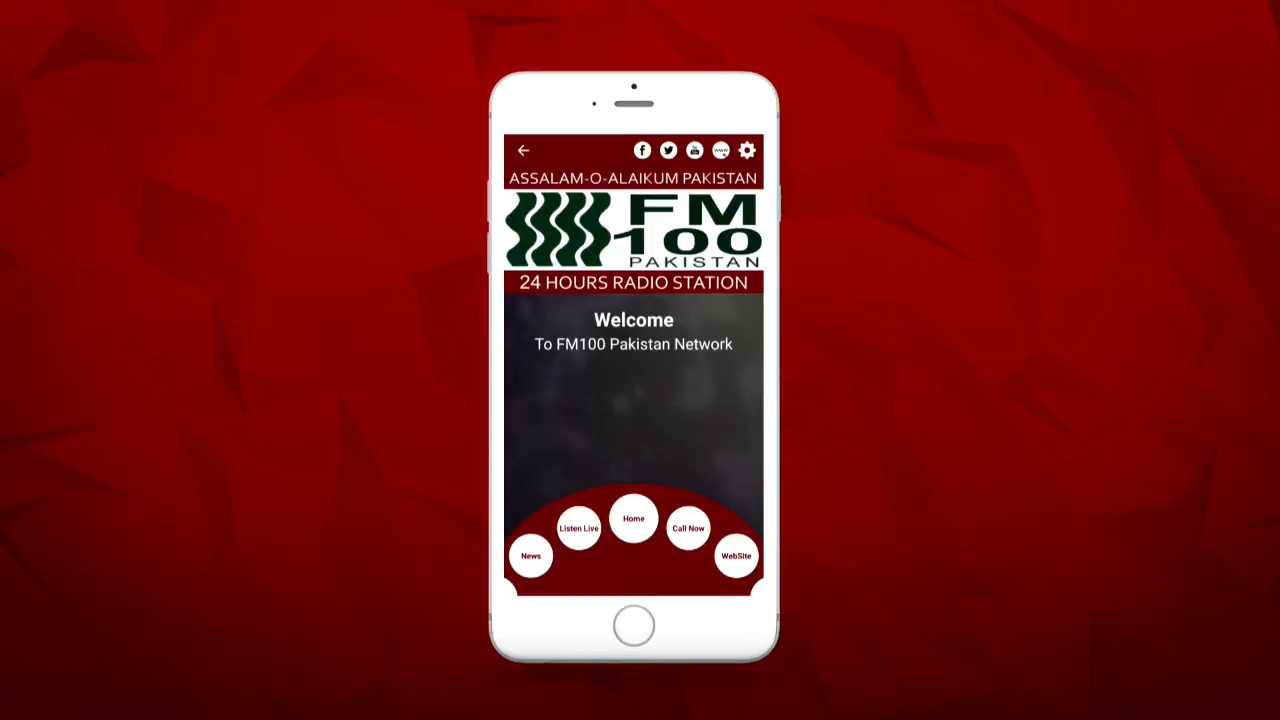 www
ASSALAM-O-ALAIKUM PAKISTAN
FM
100
PAKISTAN
24 HOURS RADIO STATION
Welcome
To FM100 Pakistan Network
Home
Listen Live
Call Now
News
WebSite